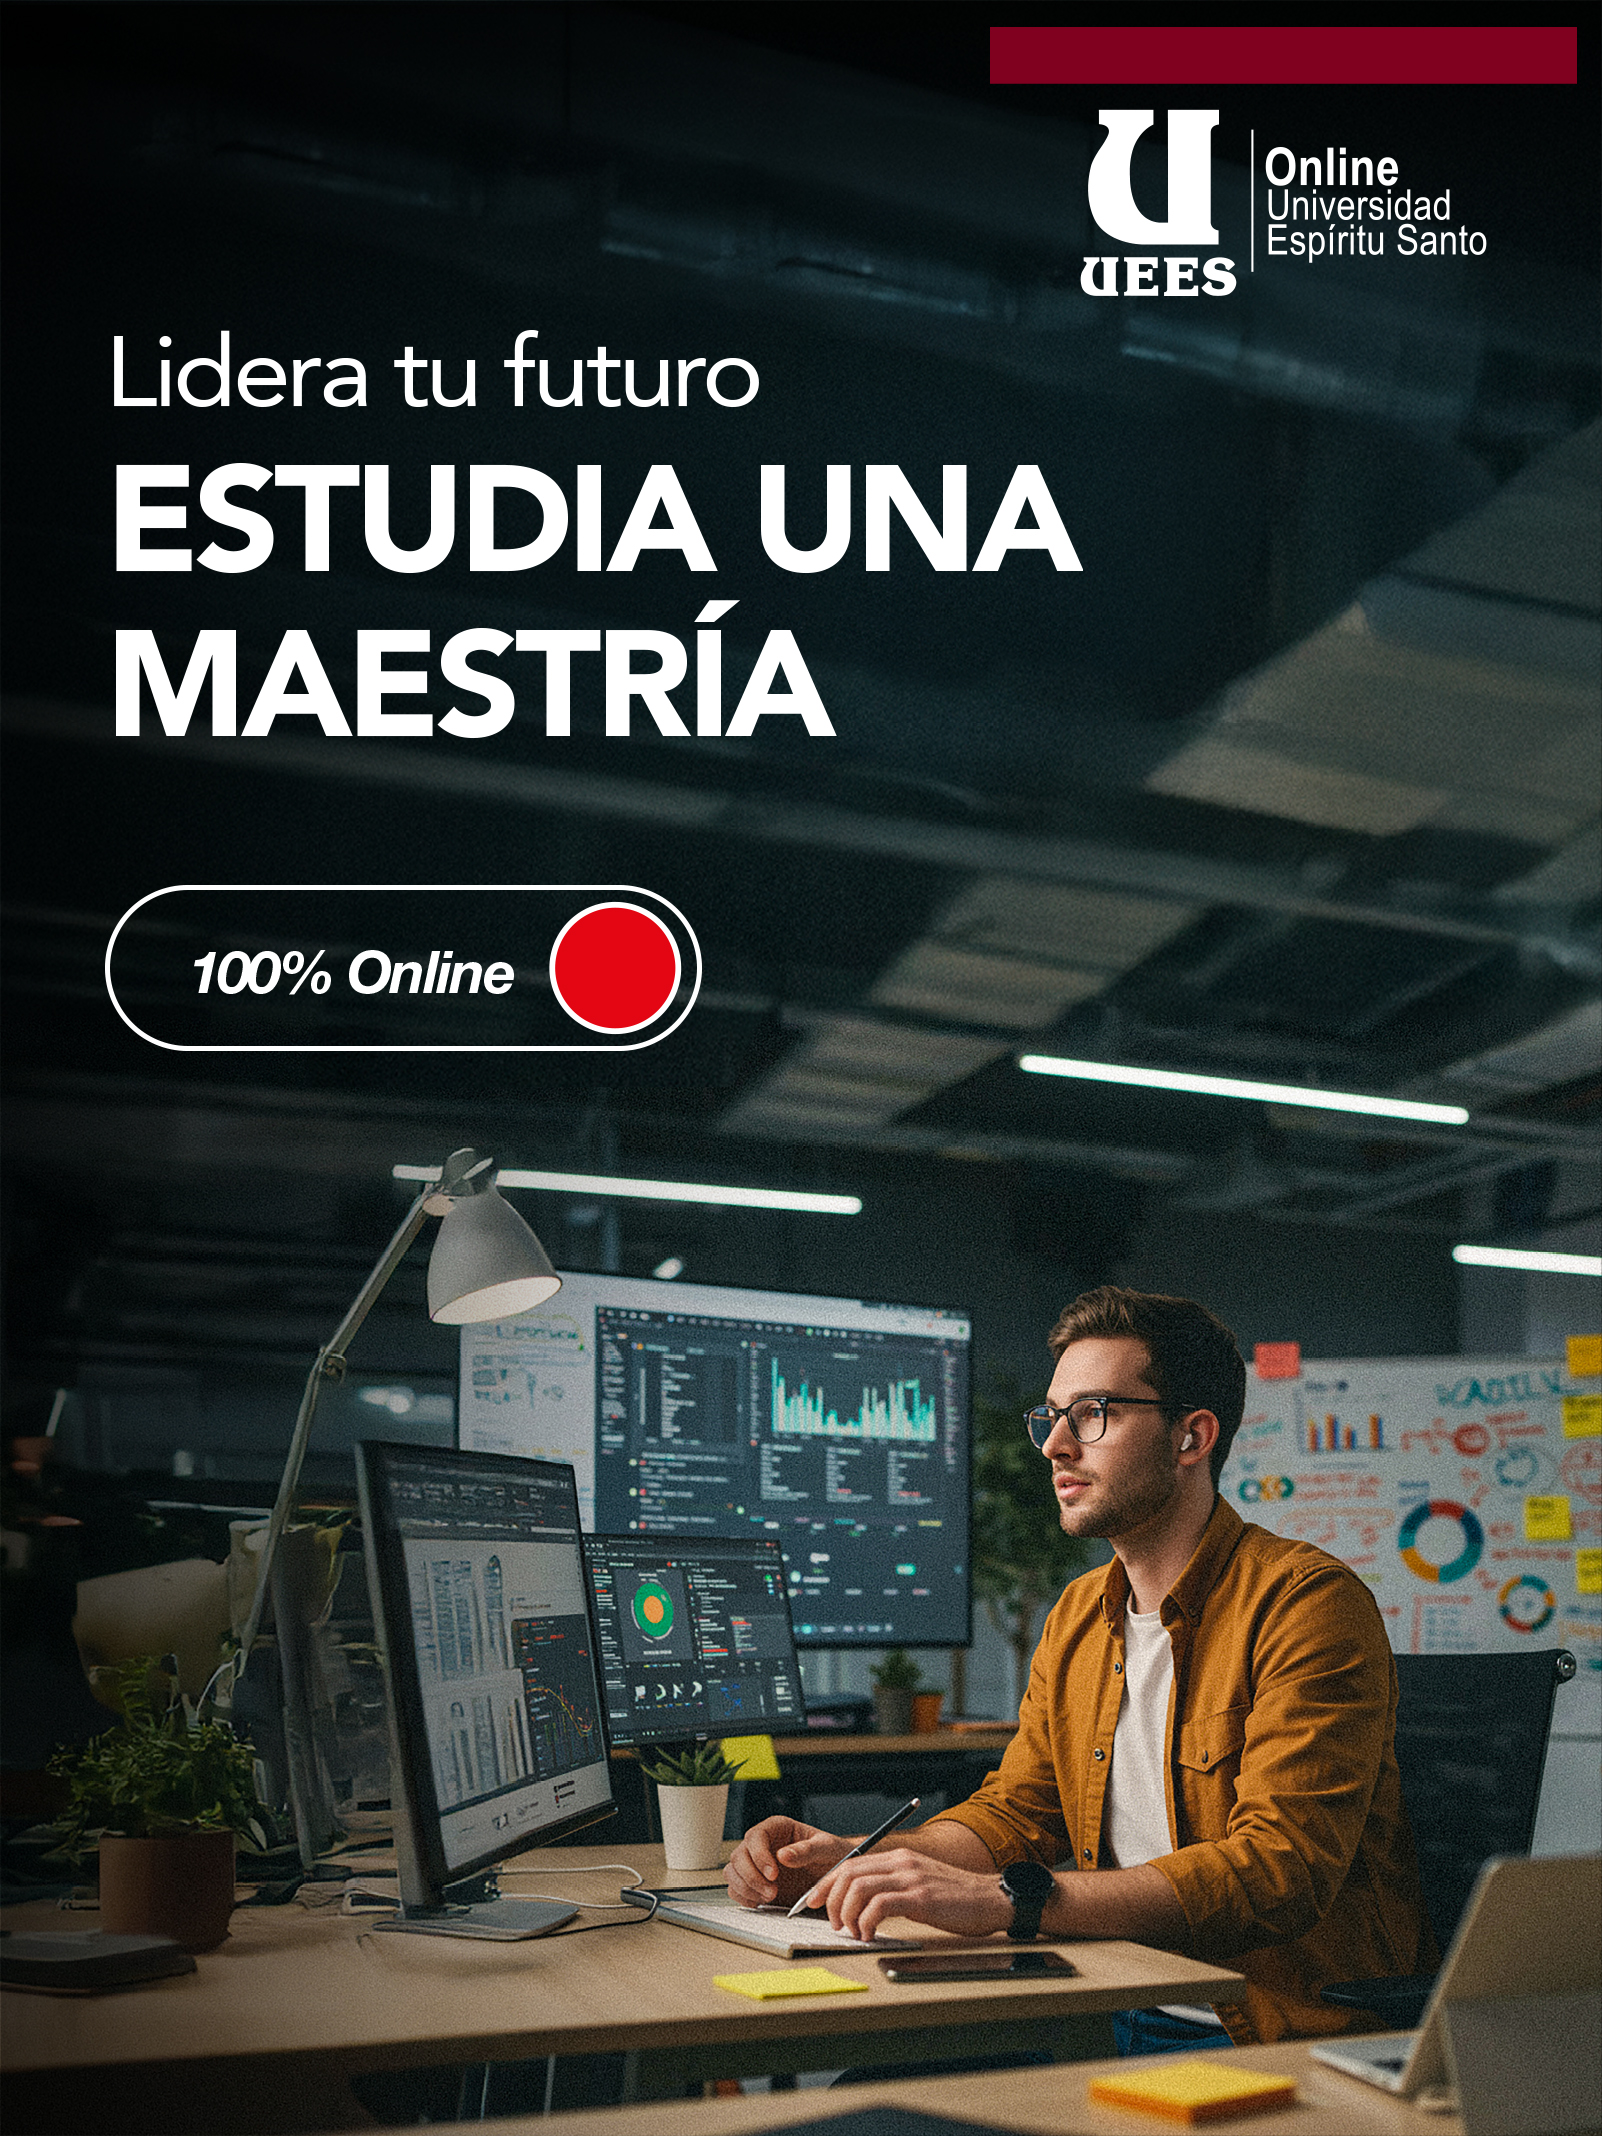 UEES
Online
Universidad
Espíritu Santo
Lidera tu futuro
ESTUDIA UNA
MAESTRÍA
100% Online